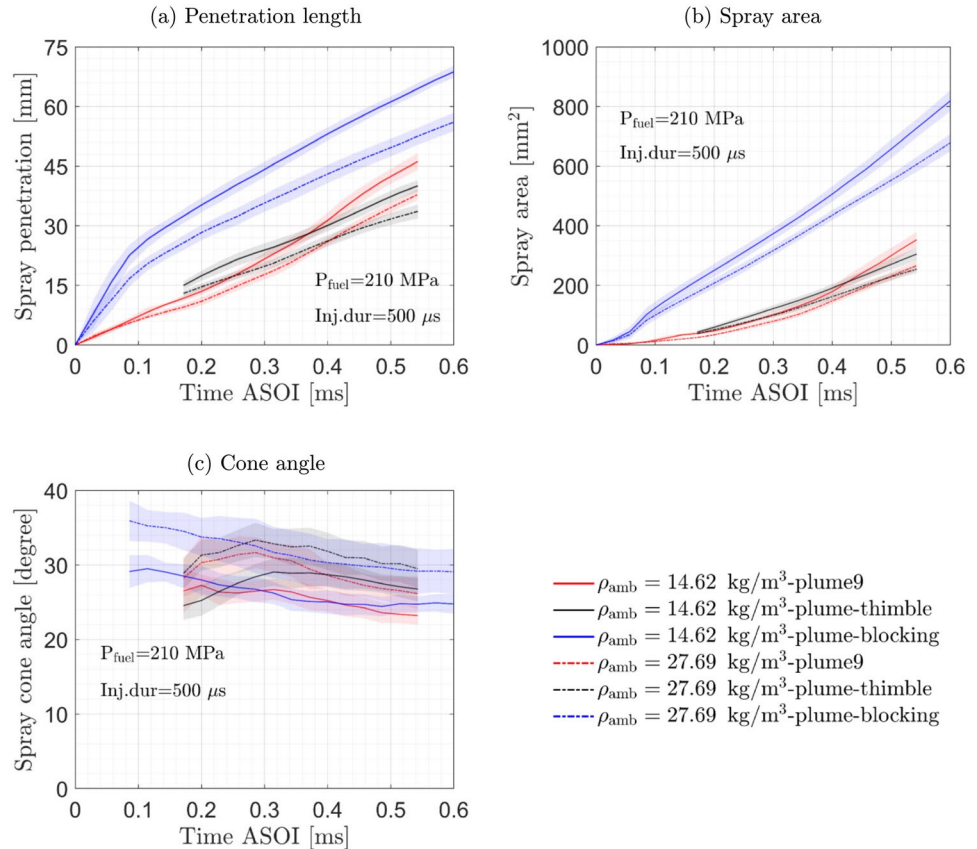 (a) Penetration length
75
60
45
30
15
0
Spray penetration [mm]
P_fuel=210 MPa
Inj.dur=500 μs
0 0.1 0.2 0.3 0.4 0.5 0.6
Time ASOI [ms]
(b) Spray area
1000
800
600
400
200
0
Spray area [mm²]
P_fuel=210 MPa
Inj.dur=500 μs
0 0.1 0.2 0.3 0.4 0.5 0.6
Time ASOI [ms]
(c) Cone angle
40
30
20
10
0
Spray cone angle [degree]
P_fuel=210 MPa
Inj.dur=500 μs
0 0.1 0.2 0.3 0.4 0.5 0.6
Time ASOI [ms]
ρ_amb = 14.62 kg/m³-plume9
ρ_amb = 14.62 kg/m³-plume-thimble
ρ_amb = 14.62 kg/m³-plume-blocking
ρ_amb = 27.69 kg/m³-plume9
ρ_amb = 27.69 kg/m³-plume-thimble
ρ_amb = 27.69 kg/m³-plume-blocking